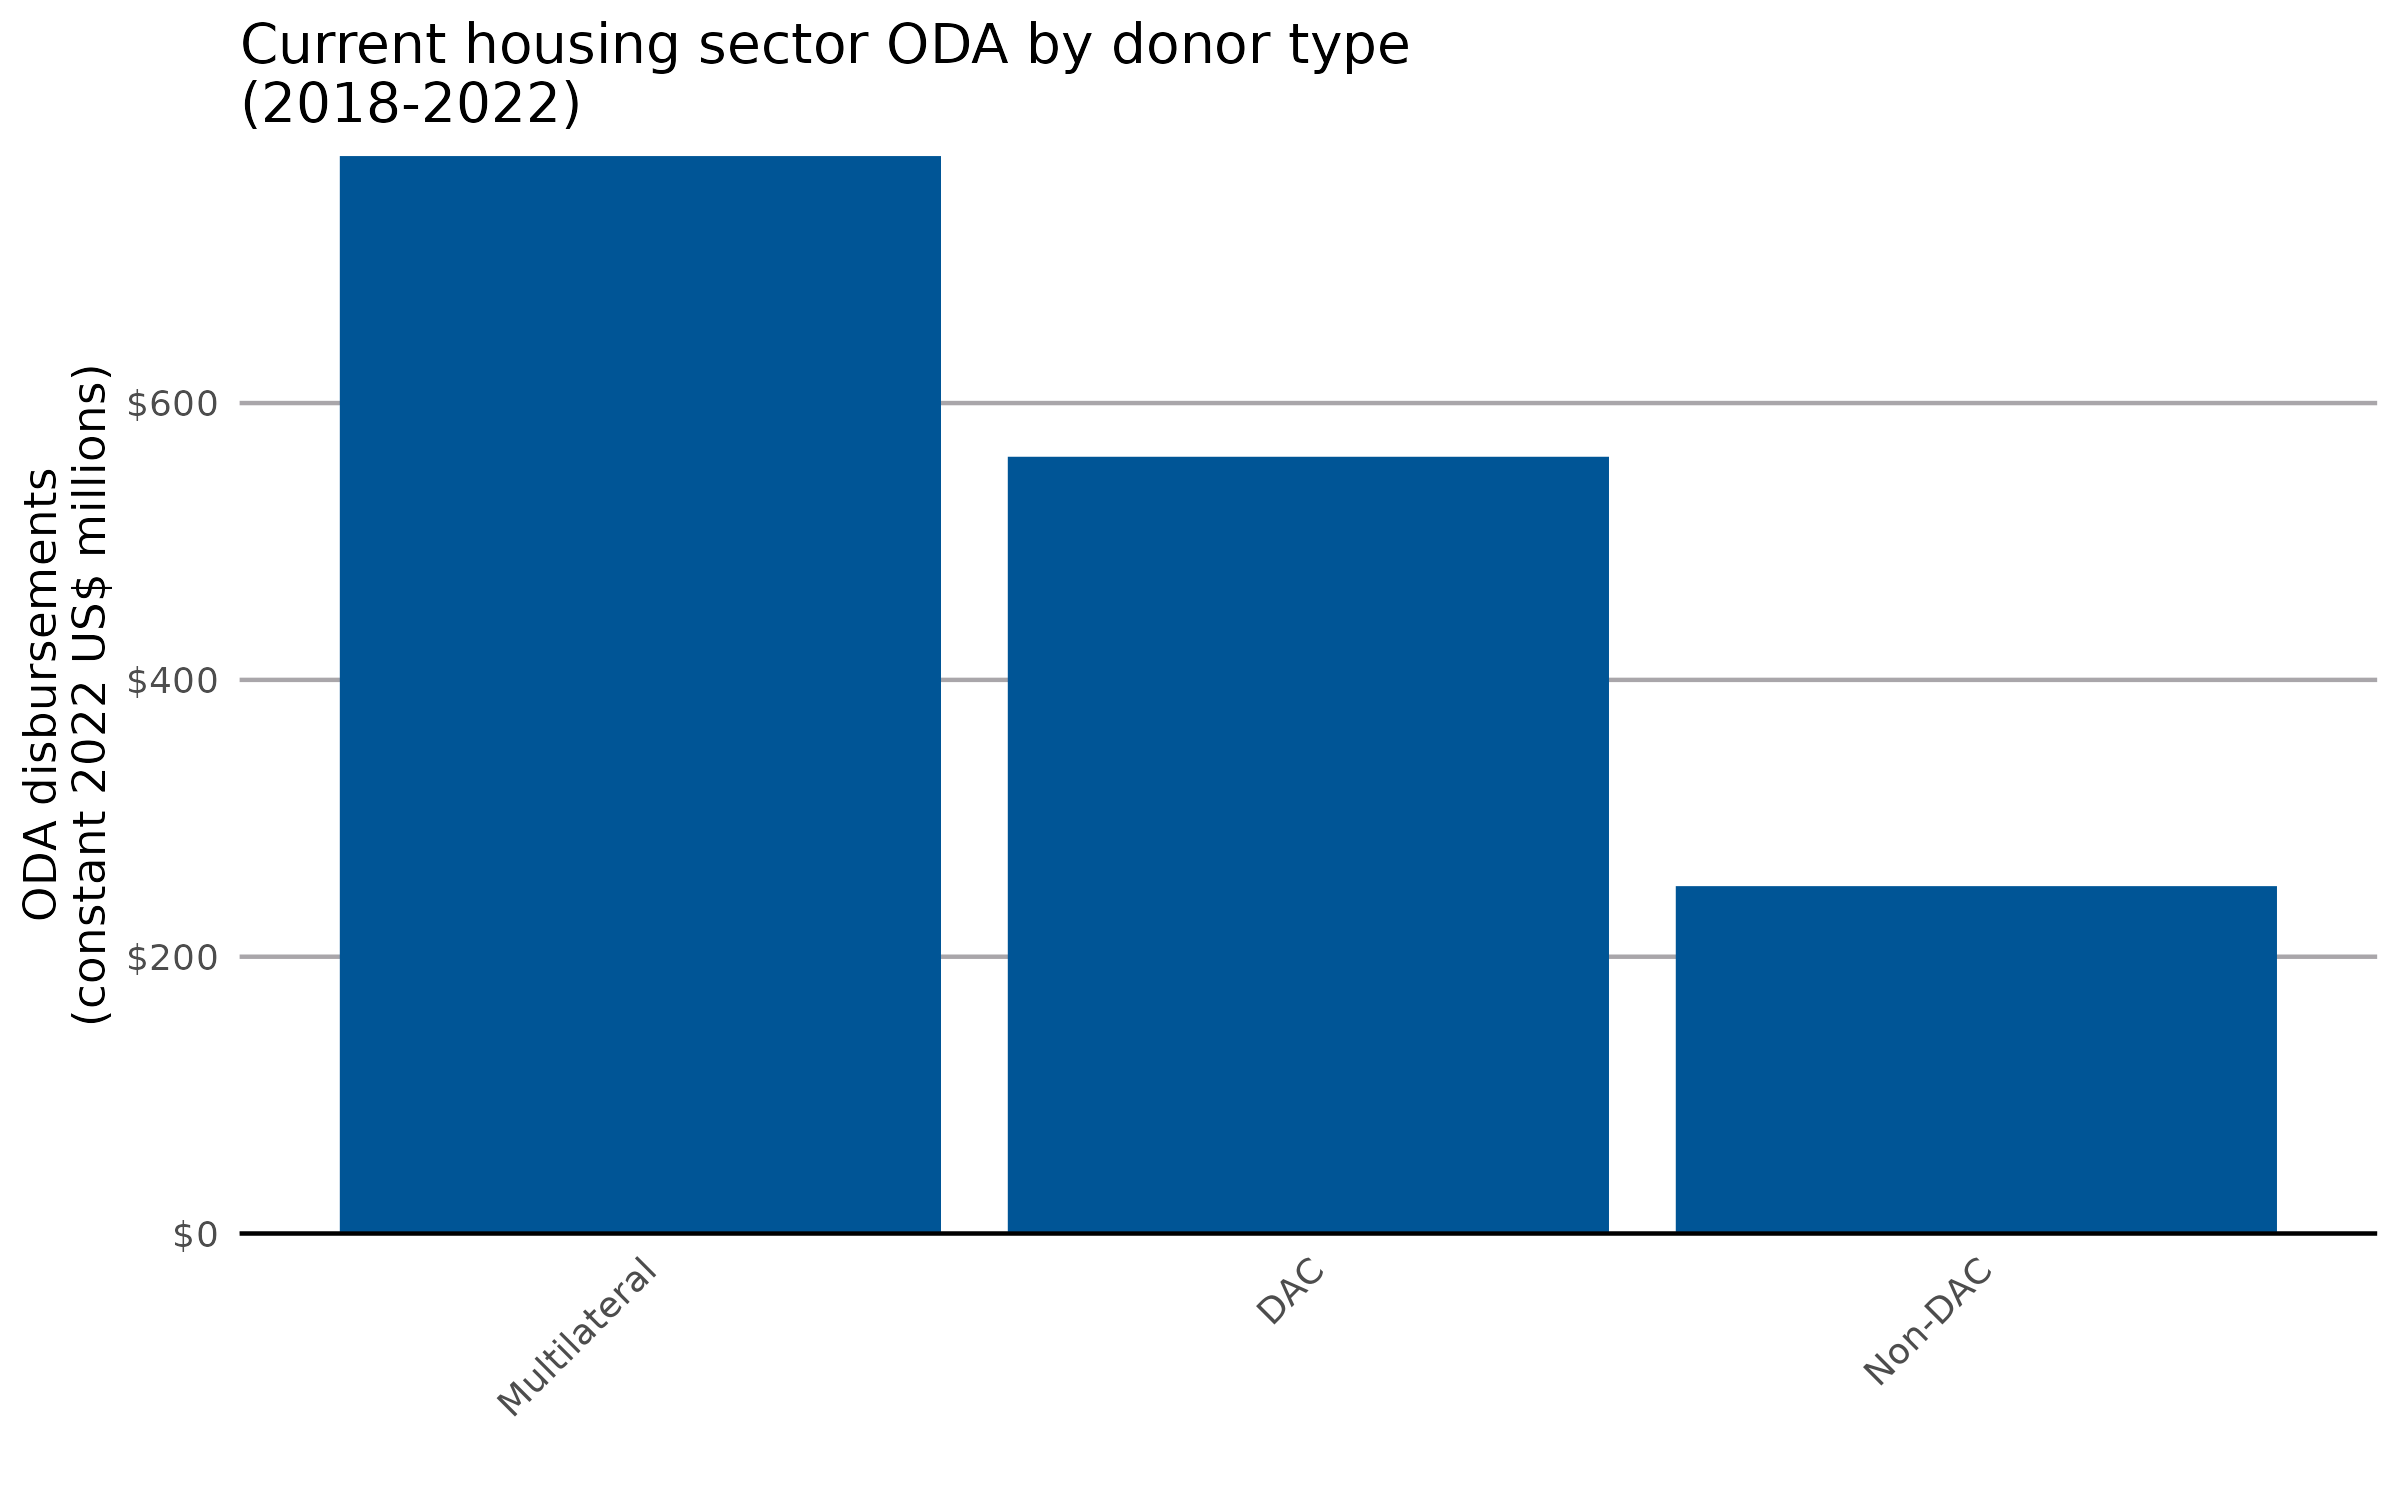 Current housing sector ODA by donor type
(2018-2022)
ODA disbursements
(constant 2022 US$ millions)
$600
$400
$200
$0
Multilateral
DAC
Non-DAC